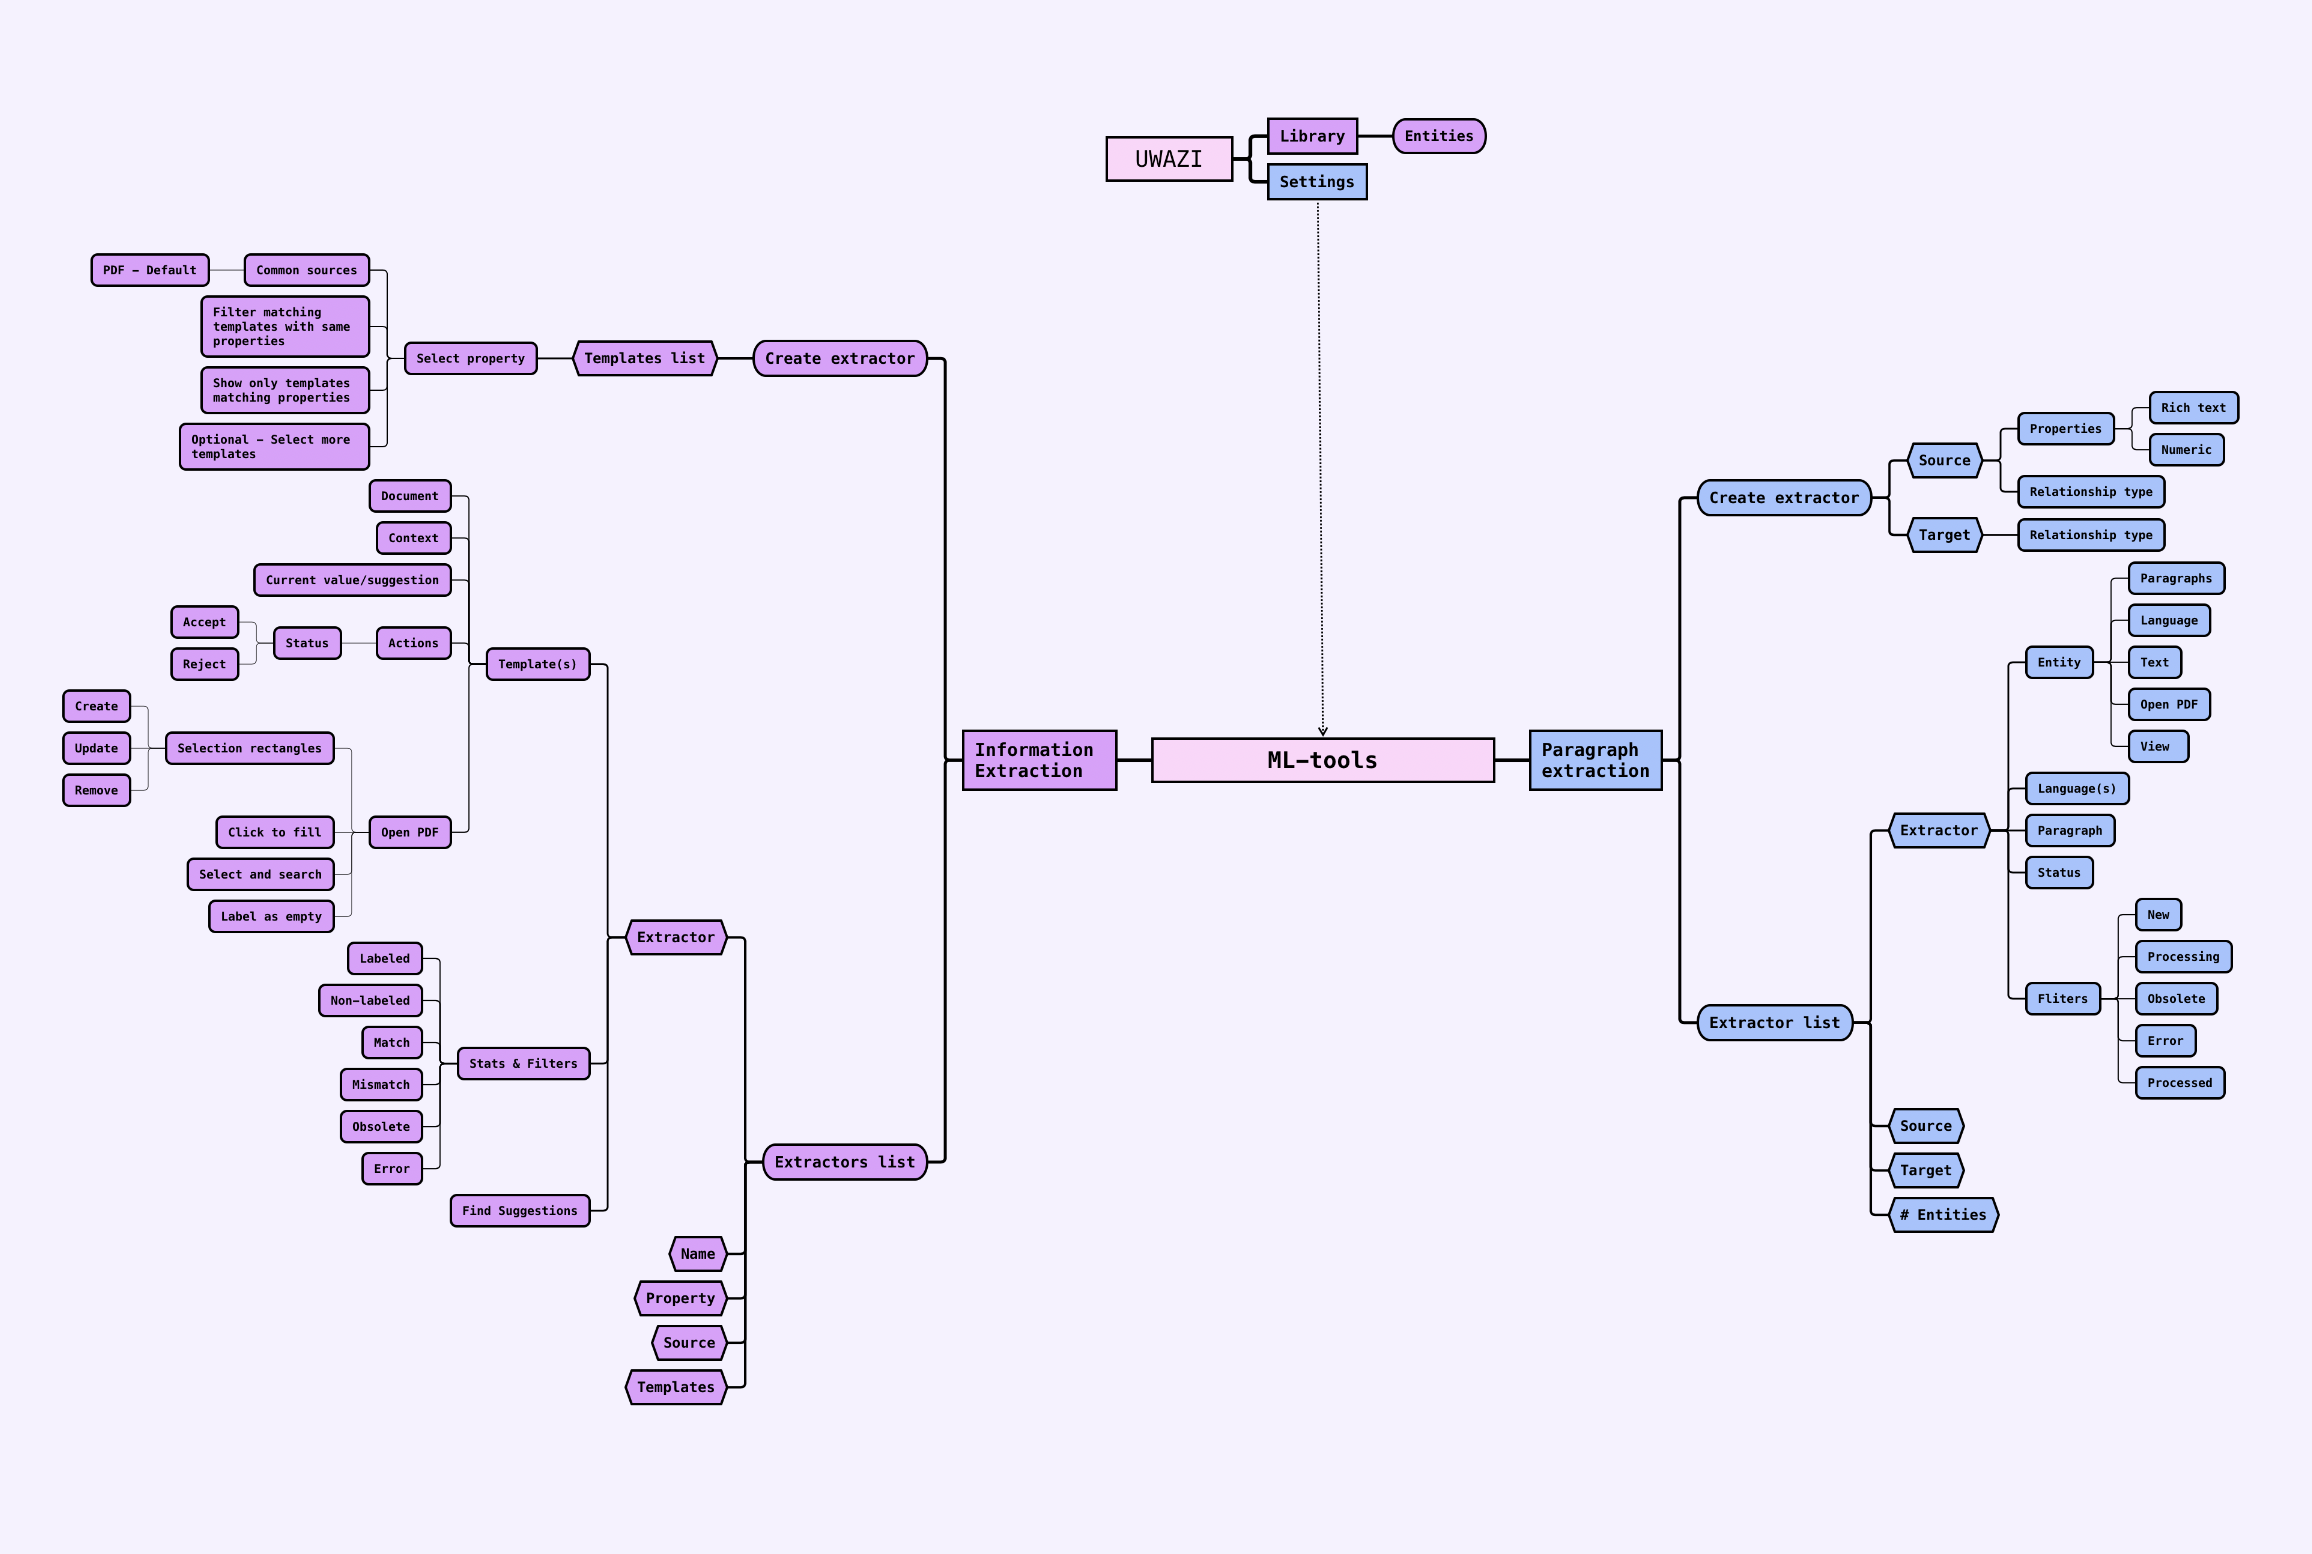 UWAZI
Library
Entities
Settings
PDF – Default
Common sources
Filter matching
templates with same
properties
Show only templates
matching properties
Optional – Select more
templates
Select property
Templates list
Create extractor
Document
Context
Current value/suggestion
Accept
Reject
Status
Actions
Template(s)
Create
Update
Remove
Selection rectangles
Click to fill
Select and search
Label as empty
Open PDF
Labeled
Non–labeled
Match
Mismatch
Obsolete
Error
Stats & Filters
Find Suggestions
Extractor
Name
Property
Source
Templates
Extractors list
Information
Extraction
ML–tools
Paragraph
extraction
Create extractor
Source
Properties
Rich text
Numeric
Relationship type
Target
Relationship type
Extractor list
Extractor
Entity
Paragraphs
Language
Text
Open PDF
View
Language(s)
Paragraph
Status
Fliters
New
Processing
Obsolete
Error
Processed
Source
Target
# Entities